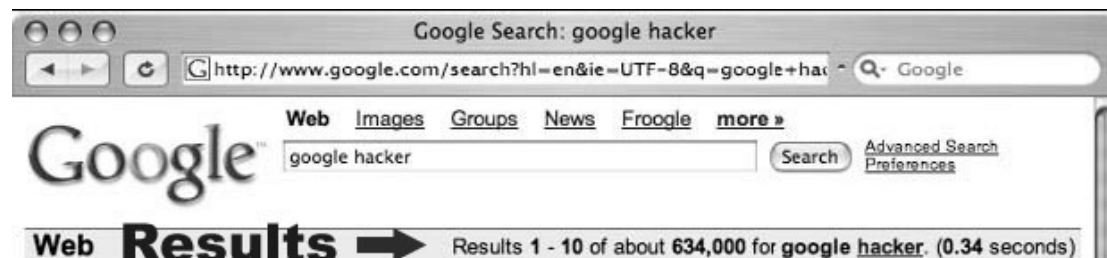 Google Search: google hacker
http://www.google.com/search?hl=en&ie=UTF-8&q=google+hac
Google
Web Images Groups News Froogle more »
Google™
google hacker
Search
Advanced Search
Preferences
Web
Results
Results 1 - 10 of about 634,000 for google hacker. (0.34 seconds)